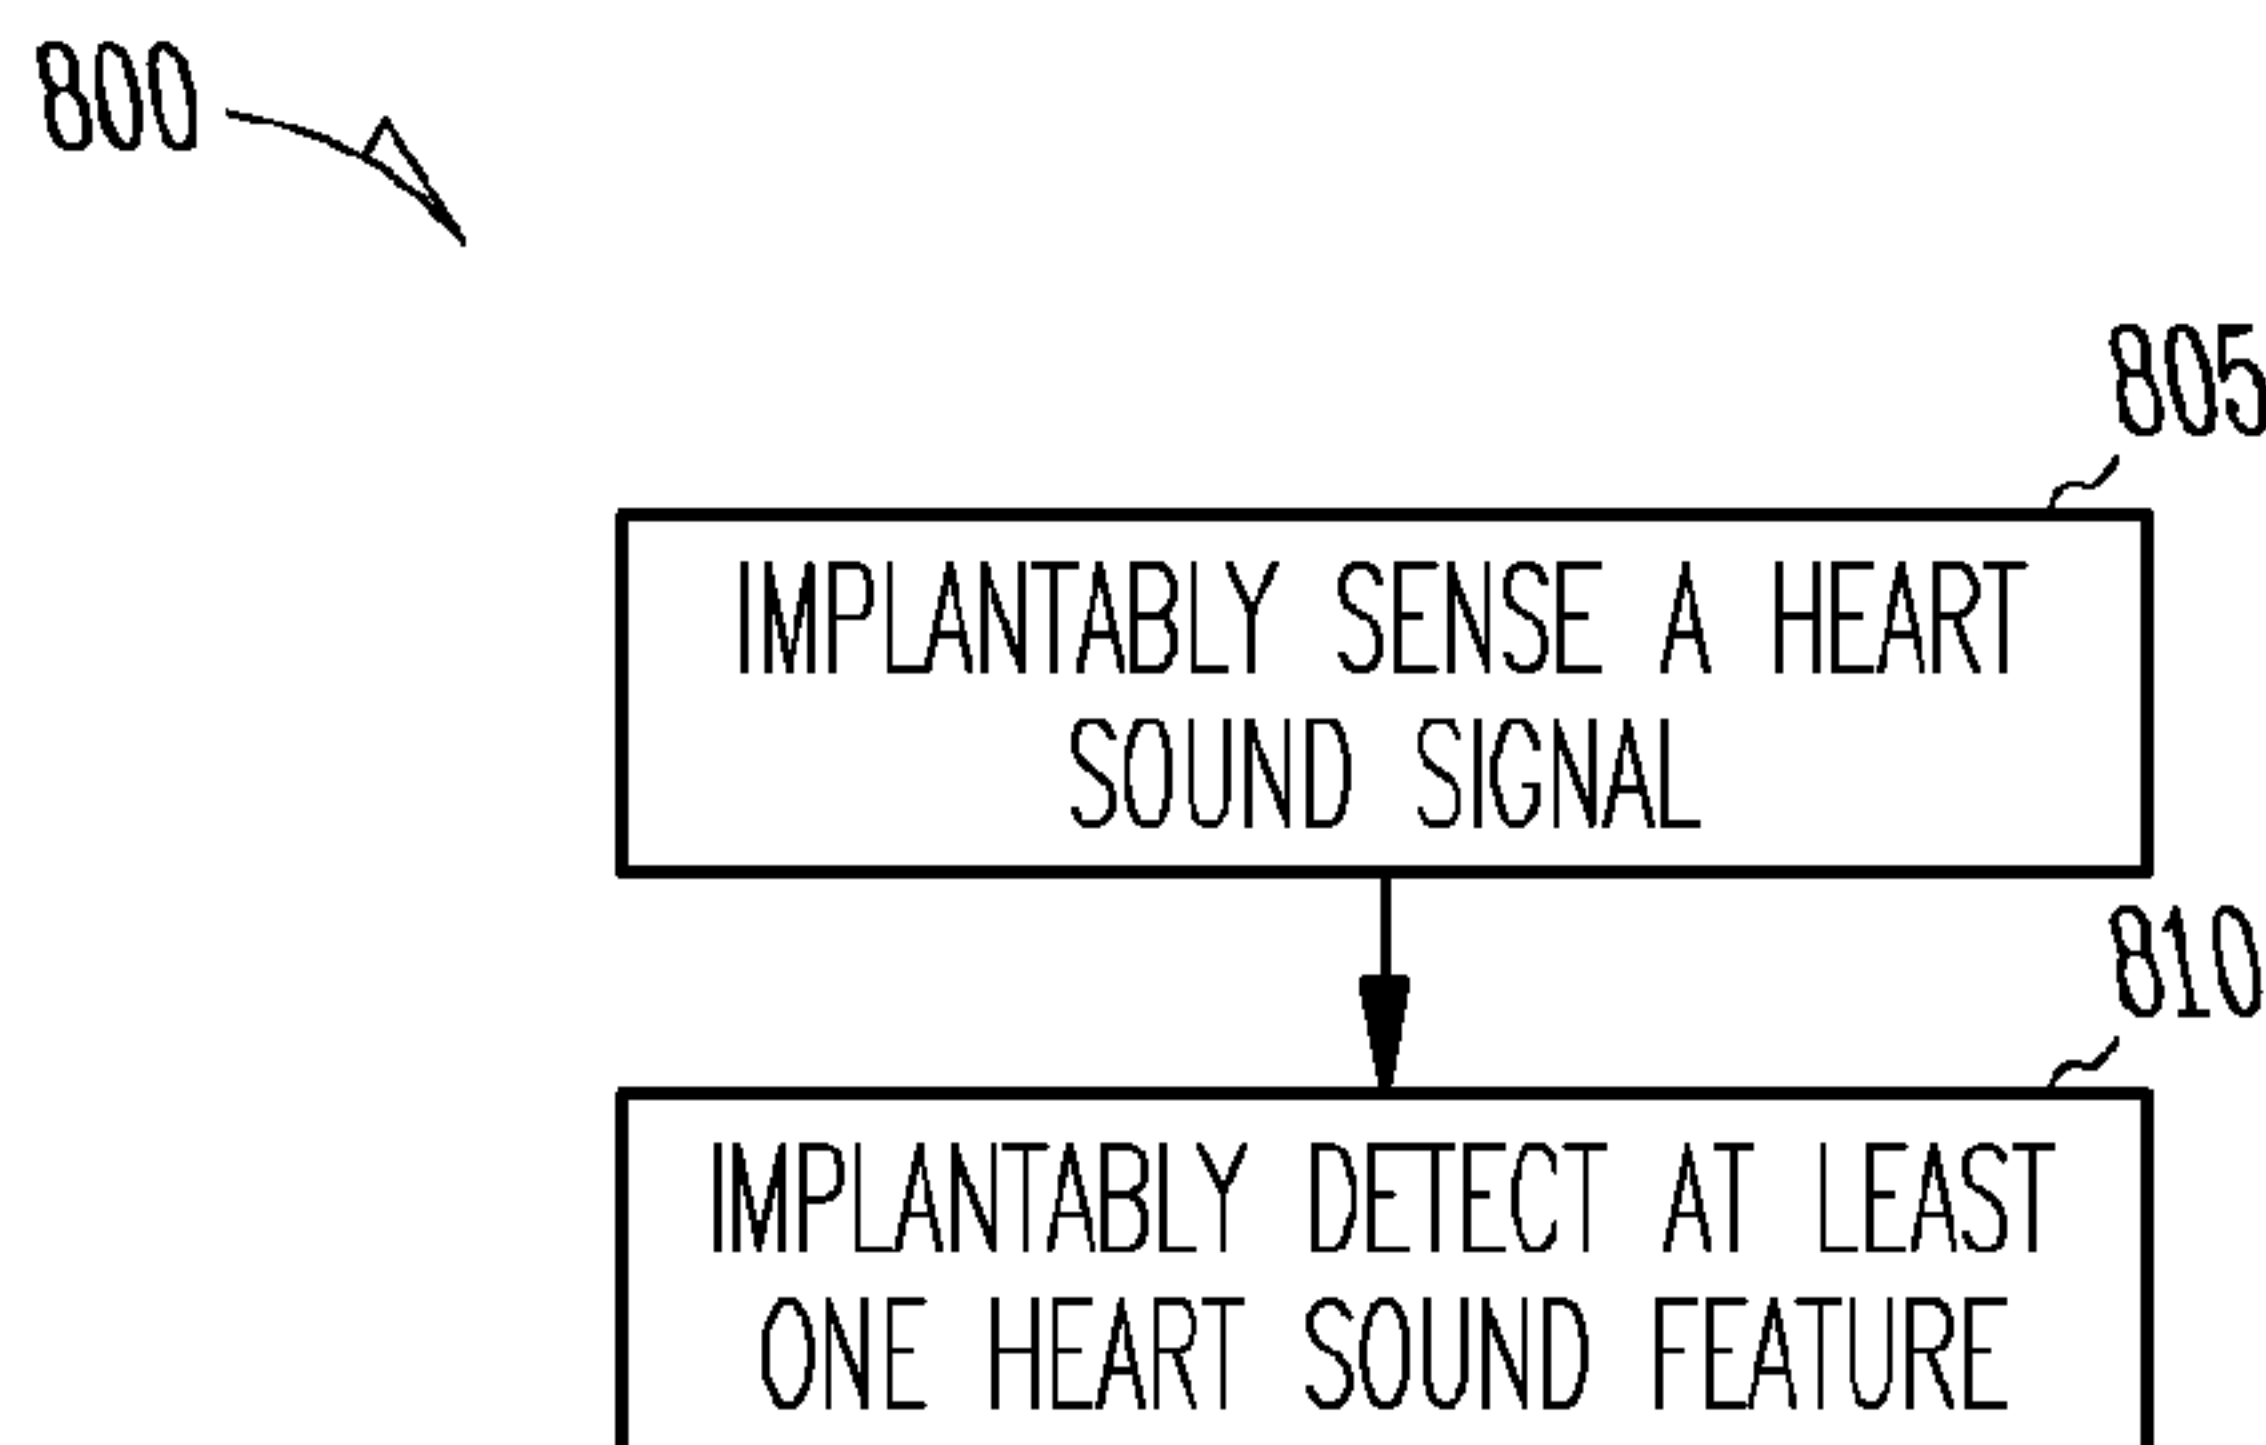 800
805
IMPLANTABLY SENSE A HEART
SOUND SIGNAL
810
IMPLANTABLY DETECT AT LEAST
ONE HEART SOUND FEATURE